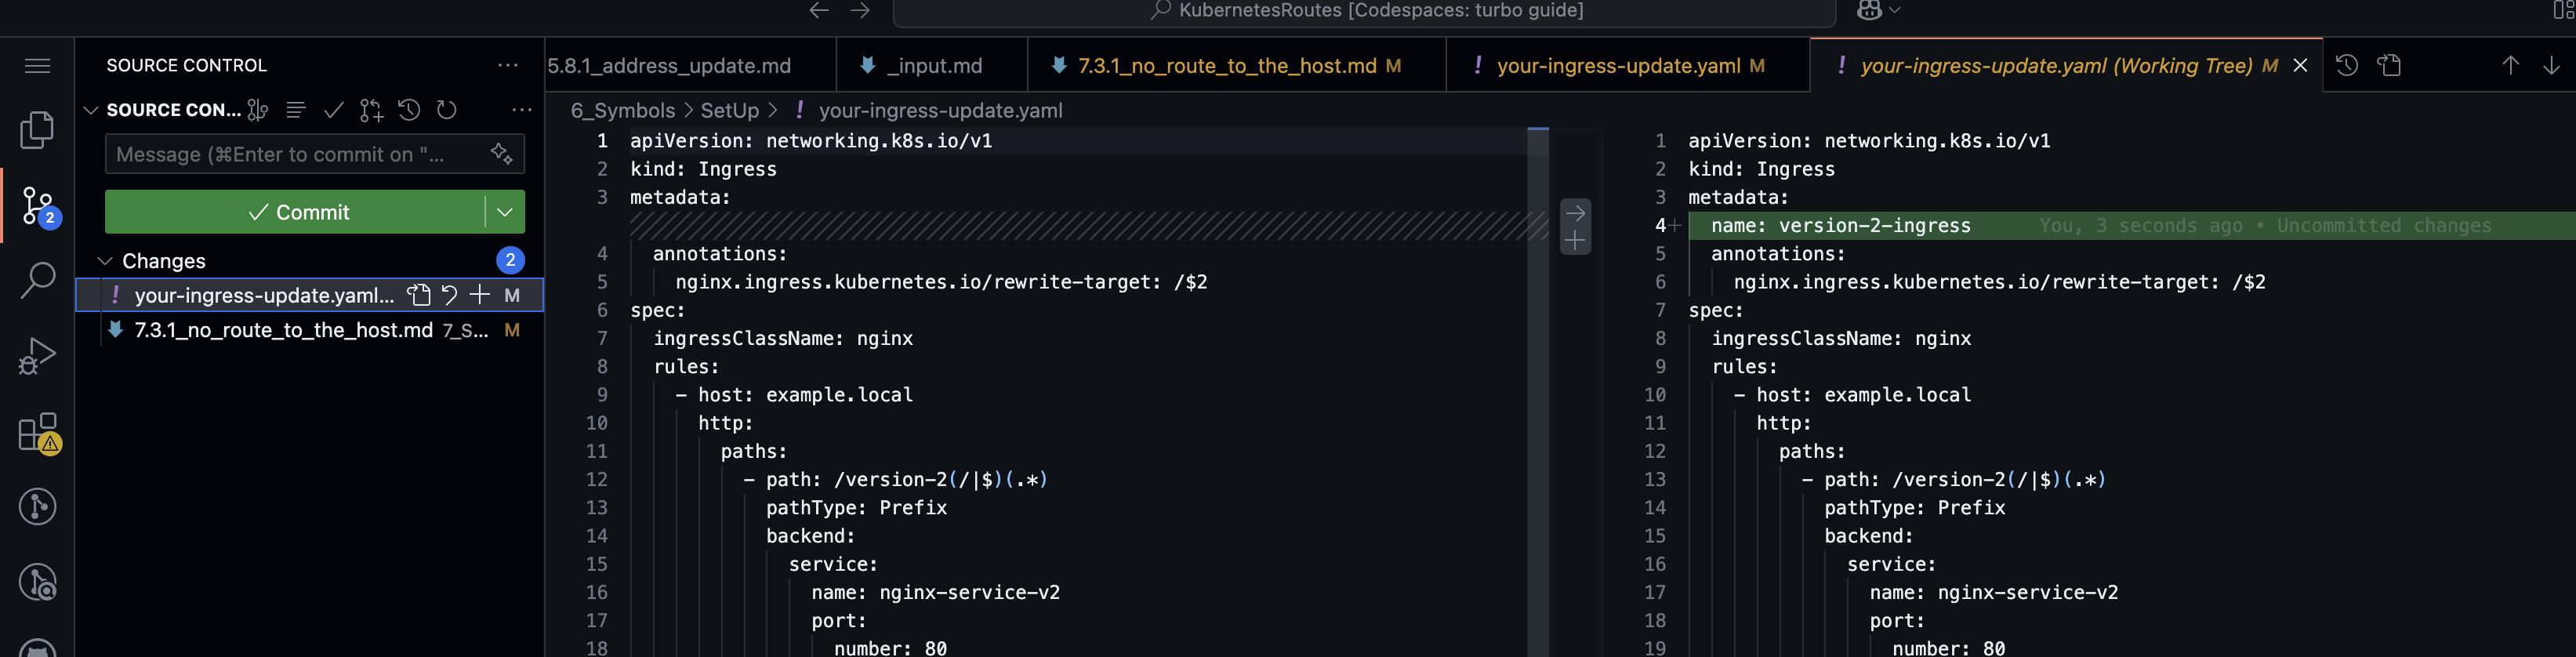 KubernetesRoutes [Codespaces: turbo guide]
SOURCE CONTROL
5.8.1_address_update.md
_input.md
7.3.1_no_route_to_the_host.md M
! your-ingress-update.yaml M
! your-ingress-update.yaml (Working Tree) M
SOURCE CON...
6_Symbols > SetUp > ! your-ingress-update.yaml
Message (⌘Enter to commit on "...
Commit
2
Changes
2
! your-ingress-update.yaml... M
7.3.1_no_route_to_the_host.md 7_S... M
1 apiVersion: networking.k8s.io/v1
2 kind: Ingress
3 metadata:
4 annotations:
5 nginx.ingress.kubernetes.io/rewrite-target: /$2
6 spec:
7 ingressClassName: nginx
8 rules:
9 - host: example.local
10 http:
11 paths:
12 - path: /version-2(/|$)(.*)
13 pathType: Prefix
14 backend:
15 service:
16 name: nginx-service-v2
17 port:
18 number: 80
1 apiVersion: networking.k8s.io/v1
2 kind: Ingress
3 metadata:
4+ name: version-2-ingress You, 3 seconds ago • Uncommitted changes
5 annotations:
6 nginx.ingress.kubernetes.io/rewrite-target: /$2
7 spec:
8 ingressClassName: nginx
9 rules:
10 - host: example.local
11 http:
12 paths:
13 - path: /version-2(/|$)(.*)
14 pathType: Prefix
15 backend:
16 service:
17 name: nginx-service-v2
18 port:
19 number: 80